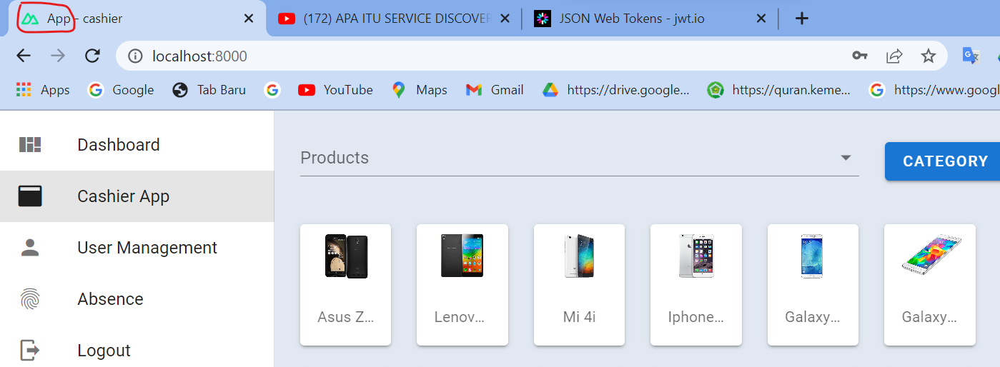 App - cashier
(172) APA ITU SERVICE DISCOVER
JSON Web Tokens - jwt.io
localhost:8000
Apps
Google
Tab Baru
YouTube
Maps
Gmail
https://drive.google...
https://quran.keme...
https://www.googl
Dashboard
Cashier App
User Management
Absence
Logout
Products
CATEGORY
Asus Z...
Lenov...
Mi 4i
Iphone...
Galaxy...
Galaxy...